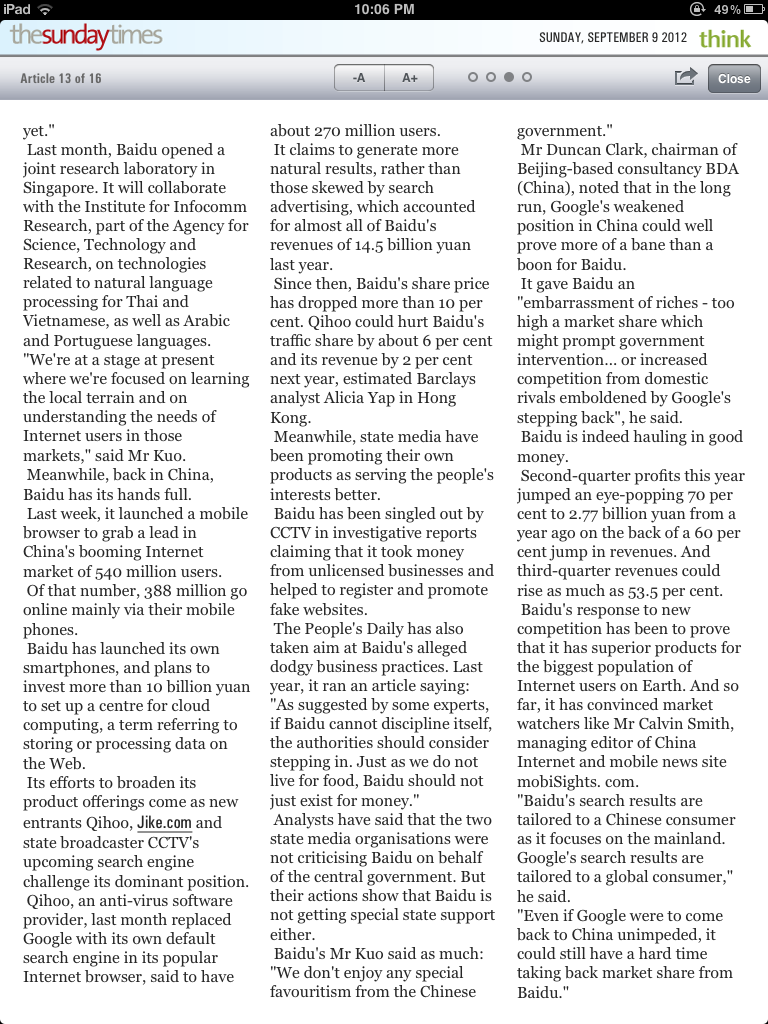 iPad 10:06 PM 49%
thesundaytimes SUNDAY, SEPTEMBER 9 2012 think
Article 13 of 16 -A A+ Close
yet."
Last month, Baidu opened a
joint research laboratory in
Singapore. It will collaborate
with the Institute for Infocomm
Research, part of the Agency for
Science, Technology and
Research, on technologies
related to natural language
processing for Thai and
Vietnamese, as well as Arabic
and Portuguese languages.
"We're at a stage at present
where we're focused on learning
the local terrain and on
understanding the needs of
Internet users in those
markets," said Mr Kuo.
Meanwhile, back in China,
Baidu has its hands full.
Last week, it launched a mobile
browser to grab a lead in
China's booming Internet
market of 540 million users.
Of that number, 388 million go
online mainly via their mobile
phones.
Baidu has launched its own
smartphones, and plans to
invest more than 10 billion yuan
to set up a centre for cloud
computing, a term referring to
storing or processing data on
the Web.
Its efforts to broaden its
product offerings come as new
entrants Qihoo, Jike.com and
state broadcaster CCTV's
upcoming search engine
challenge its dominant position.
Qihoo, an anti-virus software
provider, last month replaced
Google with its own default
search engine in its popular
Internet browser, said to have
about 270 million users.
It claims to generate more
natural results, rather than
those skewed by search
advertising, which accounted
for almost all of Baidu's
revenues of 14.5 billion yuan
last year.
Since then, Baidu's share price
has dropped more than 10 per
cent. Qihoo could hurt Baidu's
traffic share by about 6 per cent
and its revenue by 2 per cent
next year, estimated Barclays
analyst Alicia Yap in Hong
Kong.
Meanwhile, state media have
been promoting their own
products as serving the people's
interests better.
Baidu has been singled out by
CCTV in investigative reports
claiming that it took money
from unlicensed businesses and
helped to register and promote
fake websites.
The People's Daily has also
taken aim at Baidu's alleged
dodgy business practices. Last
year, it ran an article saying:
"As suggested by some experts,
if Baidu cannot discipline itself,
the authorities should consider
stepping in. Just as we do not
live for food, Baidu should not
just exist for money."
Analysts have said that the two
state media organisations were
not criticising Baidu on behalf
of the central government. But
their actions show that Baidu is
not getting special state support
either.
Baidu's Mr Kuo said as much:
"We don't enjoy any special
favouritism from the Chinese
government."
Mr Duncan Clark, chairman of
Beijing-based consultancy BDA
(China), noted that in the long
run, Google's weakened
position in China could well
prove more of a bane than a
boon for Baidu.
It gave Baidu an
"embarrassment of riches - too
high a market share which
might prompt government
intervention... or increased
competition from domestic
rivals emboldened by Google's
stepping back", he said.
Baidu is indeed hauling in good
money.
Second-quarter profits this year
jumped an eye-popping 70 per
cent to 2.77 billion yuan from a
year ago on the back of a 60 per
cent jump in revenues. And
third-quarter revenues could
rise as much as 53.5 per cent.
Baidu's response to new
competition has been to prove
that it has superior products for
the biggest population of
Internet users on Earth. And so
far, it has convinced market
watchers like Mr Calvin Smith,
managing editor of China
Internet and mobile news site
mobiSights. com.
"Baidu's search results are
tailored to a Chinese consumer
as it focuses on the mainland.
Google's search results are
tailored to a global consumer,"
he said.
"Even if Google were to come
back to China unimpeded, it
could still have a hard time
taking back market share from
Baidu."